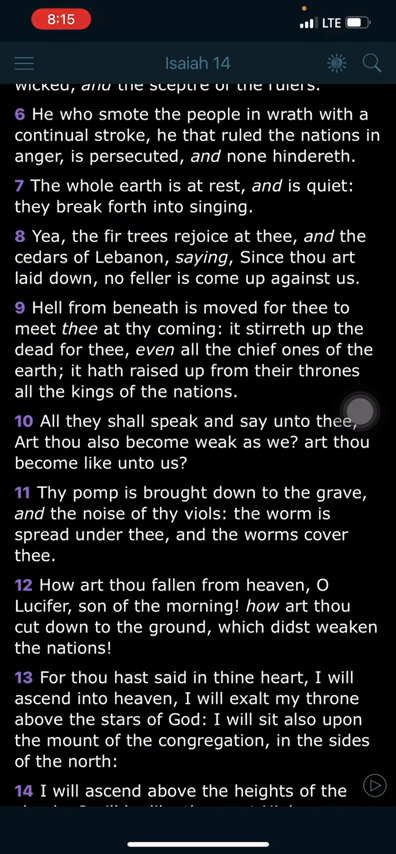 8:15
LTE
Isaiah 14
wicked, and the sceptre of the rulers.
6 He who smote the people in wrath with a
continual stroke, he that ruled the nations in
anger, is persecuted, and none hindereth.
7 The whole earth is at rest, and is quiet:
they break forth into singing.
8 Yea, the fir trees rejoice at thee, and the
cedars of Lebanon, saying, Since thou art
laid down, no feller is come up against us.
9 Hell from beneath is moved for thee to
meet thee at thy coming: it stirreth up the
dead for thee, even all the chief ones of the
earth; it hath raised up from their thrones
all the kings of the nations.
10 All they shall speak and say unto thee,
Art thou also become weak as we? art thou
become like unto us?
11 Thy pomp is brought down to the grave,
and the noise of thy viols: the worm is
spread under thee, and the worms cover
thee.
12 How art thou fallen from heaven, O
Lucifer, son of the morning! how art thou
cut down to the ground, which didst weaken
the nations!
13 For thou hast said in thine heart, I will
ascend into heaven, I will exalt my throne
above the stars of God: I will sit also upon
the mount of the congregation, in the sides
of the north:
14 I will ascend above the heights of the